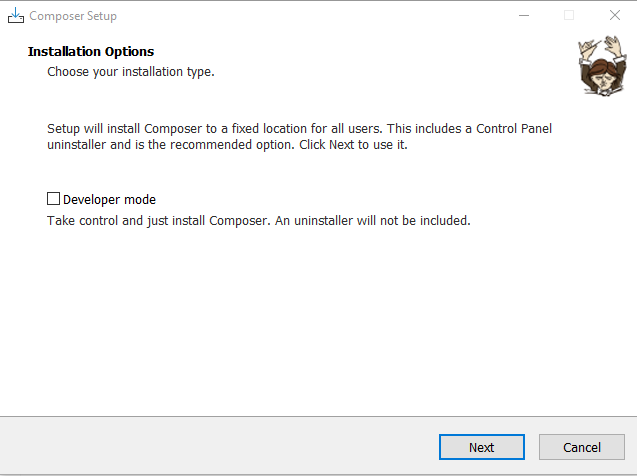 Composer Setup
Installation Options
Choose your installation type.
Setup will install Composer to a fixed location for all users. This includes a Control Panel
uninstaller and is the recommended option. Click Next to use it.
Developer mode
Take control and just install Composer. An uninstaller will not be included.
Next
Cancel